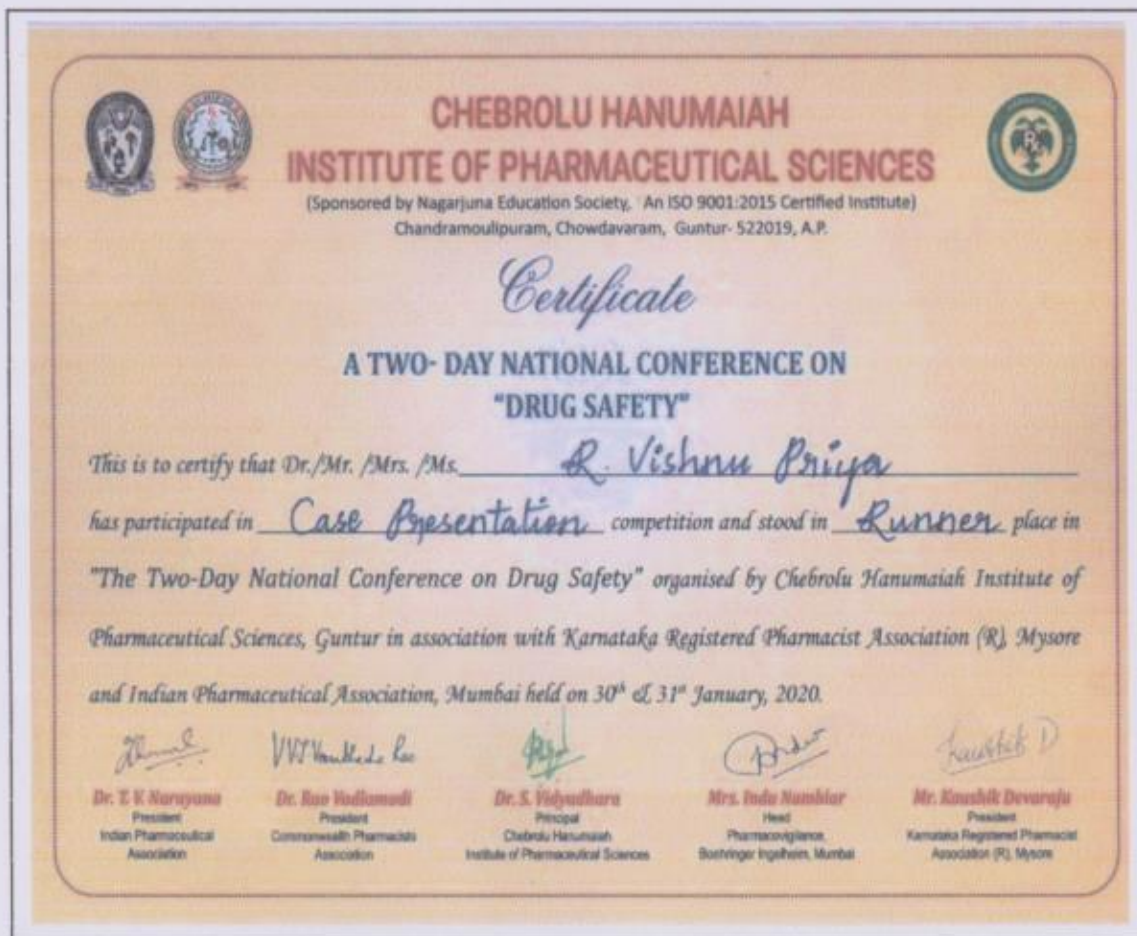 CHEBROLU HANUMAIAH
INSTITUTE OF PHARMACEUTICAL SCIENCES
(Sponsored by Nagarjuna Education Society, An ISO 9001:2015 Certified Institute)
Chandramoulipuram, Chowdavaram, Guntur- 522019, A.P.
Certificate
A TWO- DAY NATIONAL CONFERENCE ON
"DRUG SAFETY"
This is to certify that Dr./Mr. /Mrs. /Ms. R. Vishnu Priya
has participated in Case Presentation competition and stood in Runner place in
"The Two-Day National Conference on Drug Safety" organised by Chebrolu Hanumaiah Institute of
Pharmaceutical Sciences, Guntur in association with Karnataka Registered Pharmacist Association (R), Mysore
and Indian Pharmaceutical Association, Mumbai held on 30th & 31st January, 2020.
Kaushik D
Dr. T. V. Narayana Dr. Rao Vadlamudi Dr. S. Vidyadhara Mrs. Indu Nambiar Mr. Kaushik Devaraju
President President Principal Head President
Indian Pharmaceutical Commonwealth Pharmacists Chebrolu Hanumaiah Pharmacovigilance, Karnataka Registered Pharmacist
Association Association Institute of Pharmaceutical Sciences Boehringer Ingelheim, Mumbai Association (R), Mysore